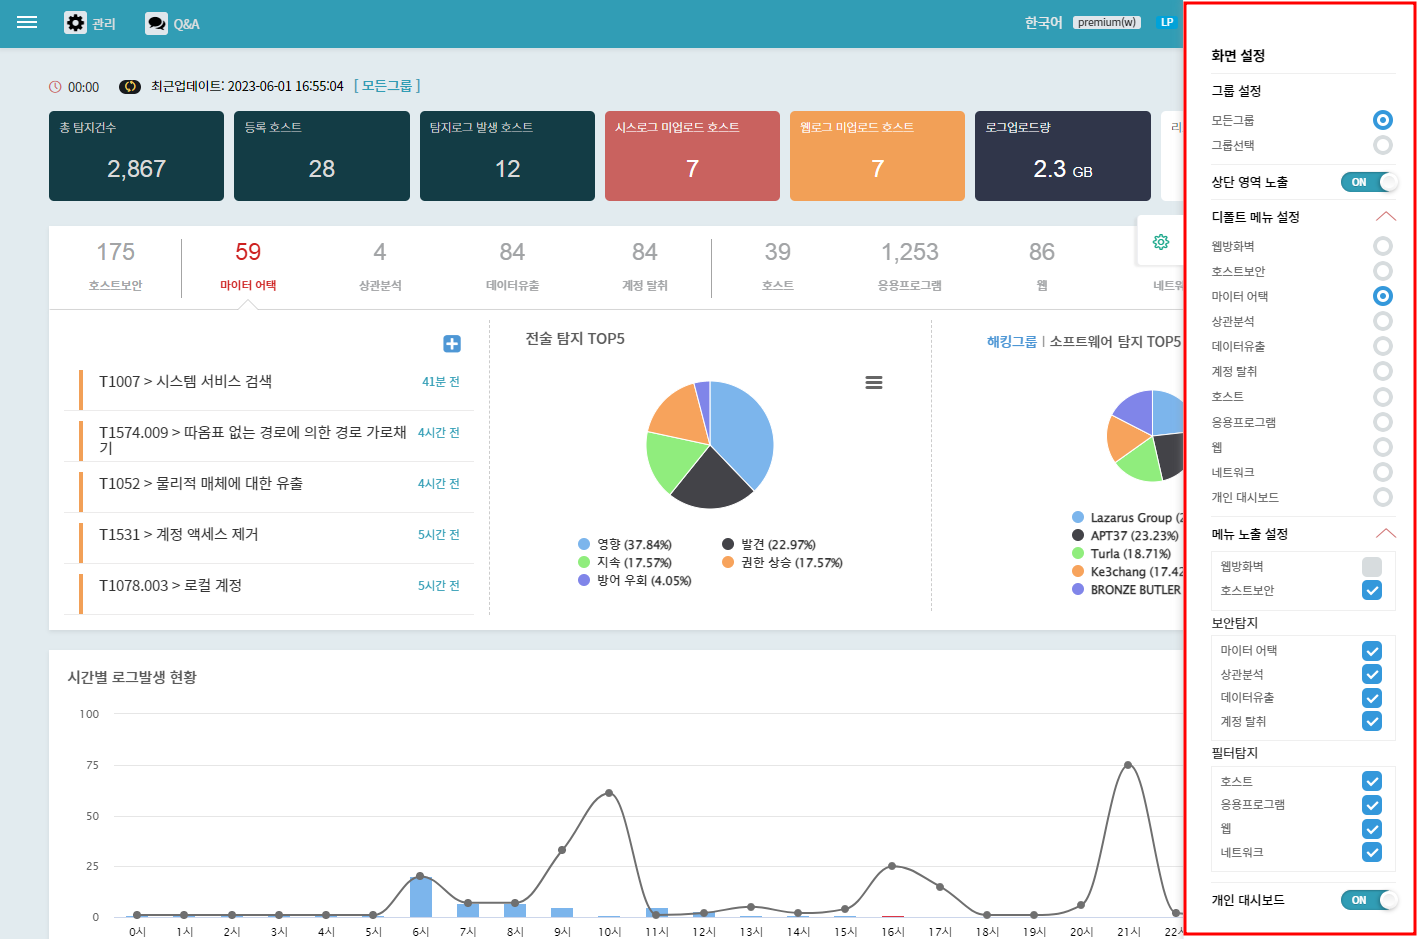 관리
Q&A
한국어
premium(w)
LP
00:00
최근업데이트: 2023-06-01 16:55:04
[ 모든그룹 ]
총 탐지건수
2,867
등록 호스트
28
탐지로그 발생 호스트
12
시스로그 미업로드 호스트
7
웹로그 미업로드 호스트
7
로그업로드량
2.3 GB
175
호스트보안
59
마이터 어택
4
상관분석
84
데이터유출
84
계정 탈취
39
호스트
1,253
응용프로그램
86
웹
T1007 > 시스템 서비스 검색
41분 전
T1574.009 > 따옴표 없는 경로에 의한 경로 가로채
기
4시간 전
T1052 > 물리적 매체에 대한 유출
4시간 전
T1531 > 계정 액세스 제거
5시간 전
T1078.003 > 로컬 계정
5시간 전
전술 탐지 TOP5
영향 (37.84%)
발견 (22.97%)
지속 (17.57%)
권한 상승 (17.57%)
방어 우회 (4.05%)
해킹그룹 | 소프트웨어 탐지 TOP5
Lazarus Group
APT37 (23.23%)
Turla (18.71%)
Ke3chang (17.42
BRONZE BUTLER
시간별 로그발생 현황
100
75
50
25
0
0시
1시
2시
3시
4시
5시
6시
7시
8시
9시
10시
11시
12시
13시
14시
15시
16시
17시
18시
19시
20시
21시
화면 설정
그룹 설정
모든그룹
그룹선택
상단 영역 노출
ON
디폴트 메뉴 설정
웹방화벽
호스트보안
마이터 어택
상관분석
데이터유출
계정 탈취
호스트
응용프로그램
웹
네트워크
개인 대시보드
메뉴 노출 설정
웹방화벽
호스트보안
보안탐지
마이터 어택
상관분석
데이터유출
계정 탈취
필터탐지
호스트
응용프로그램
웹
네트워크
개인 대시보드
ON